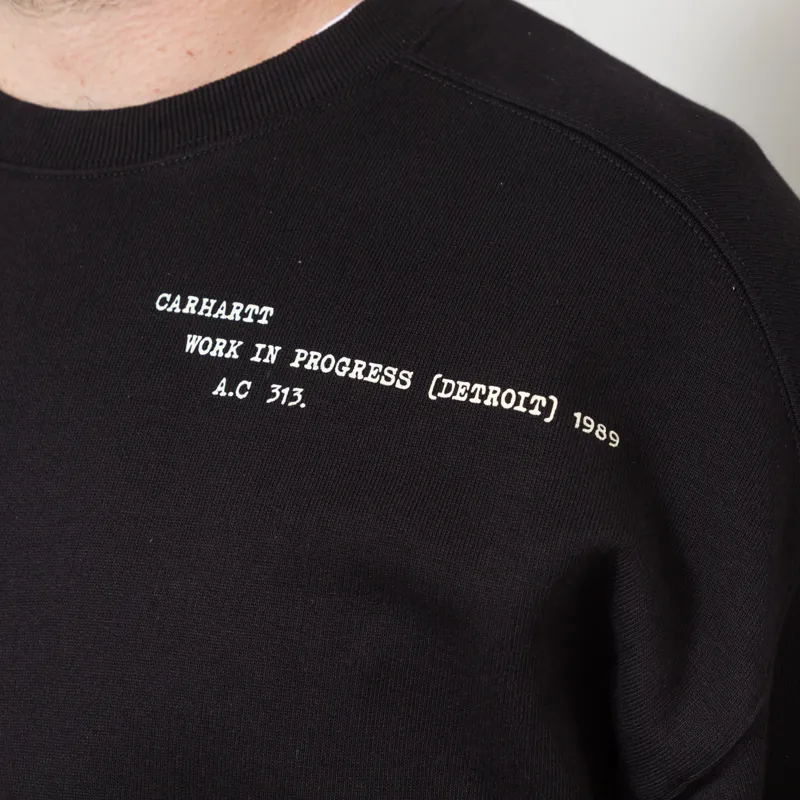 CARHARTT
WORK IN PROGRESS (DETROIT) 1989
A.C 313.